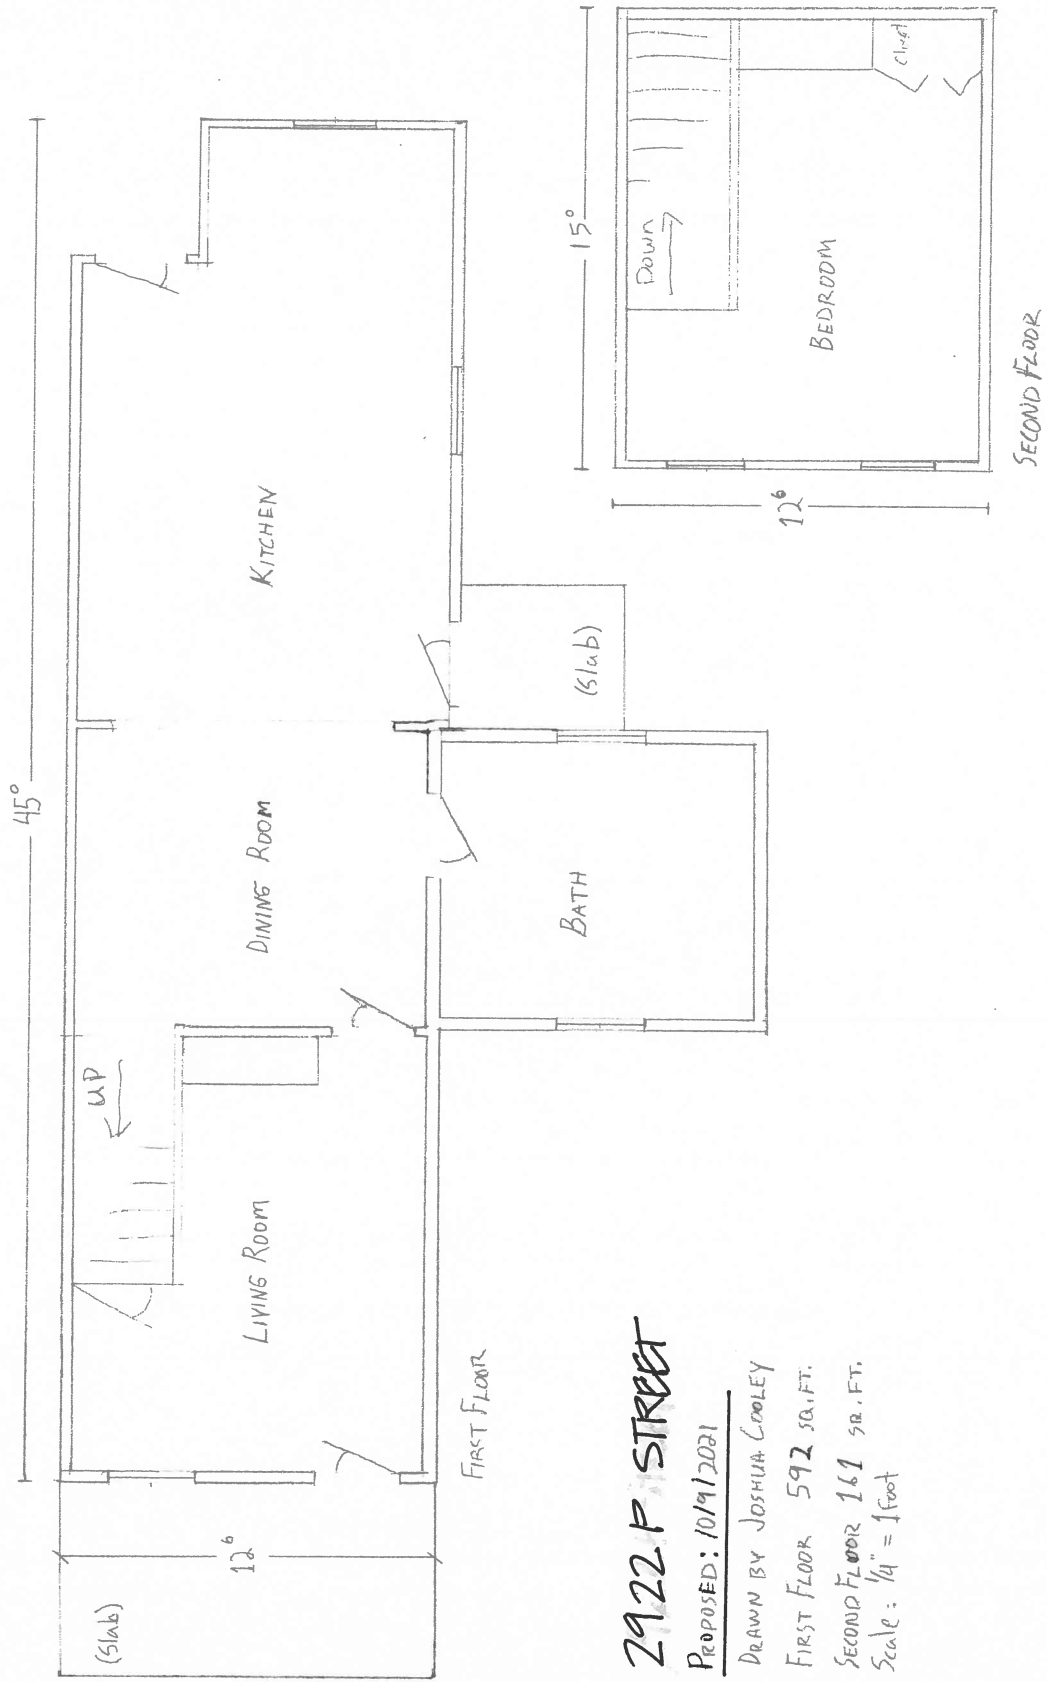 45⁰
UP
LIVING ROOM
DINING ROOM
KITCHEN
BATH
(Slab)
(Slab)
12⁶
FIRST FLOOR
15⁰
Down
Closet
BEDROOM
12⁶
SECOND FLOOR
2922 P STREET
PROPOSED: 10/9/2021
DRAWN BY JOSHUA COOLEY
FIRST FLOOR 592 SQ.FT.
SECOND FLOOR 161 SQ.FT.
Scale: 1/4" = 1 Foot